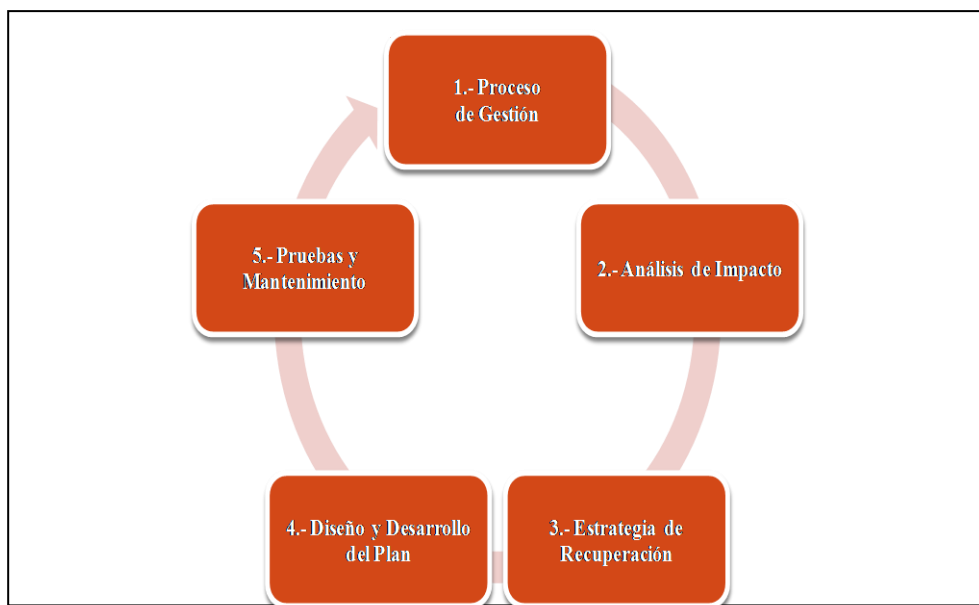 1.- Proceso
de Gestión
2.- Análisis de Impacto
3.- Estrategia de
Recuperación
4.- Diseño y Desarrollo
del Plan
5.- Pruebas y
Mantenimiento